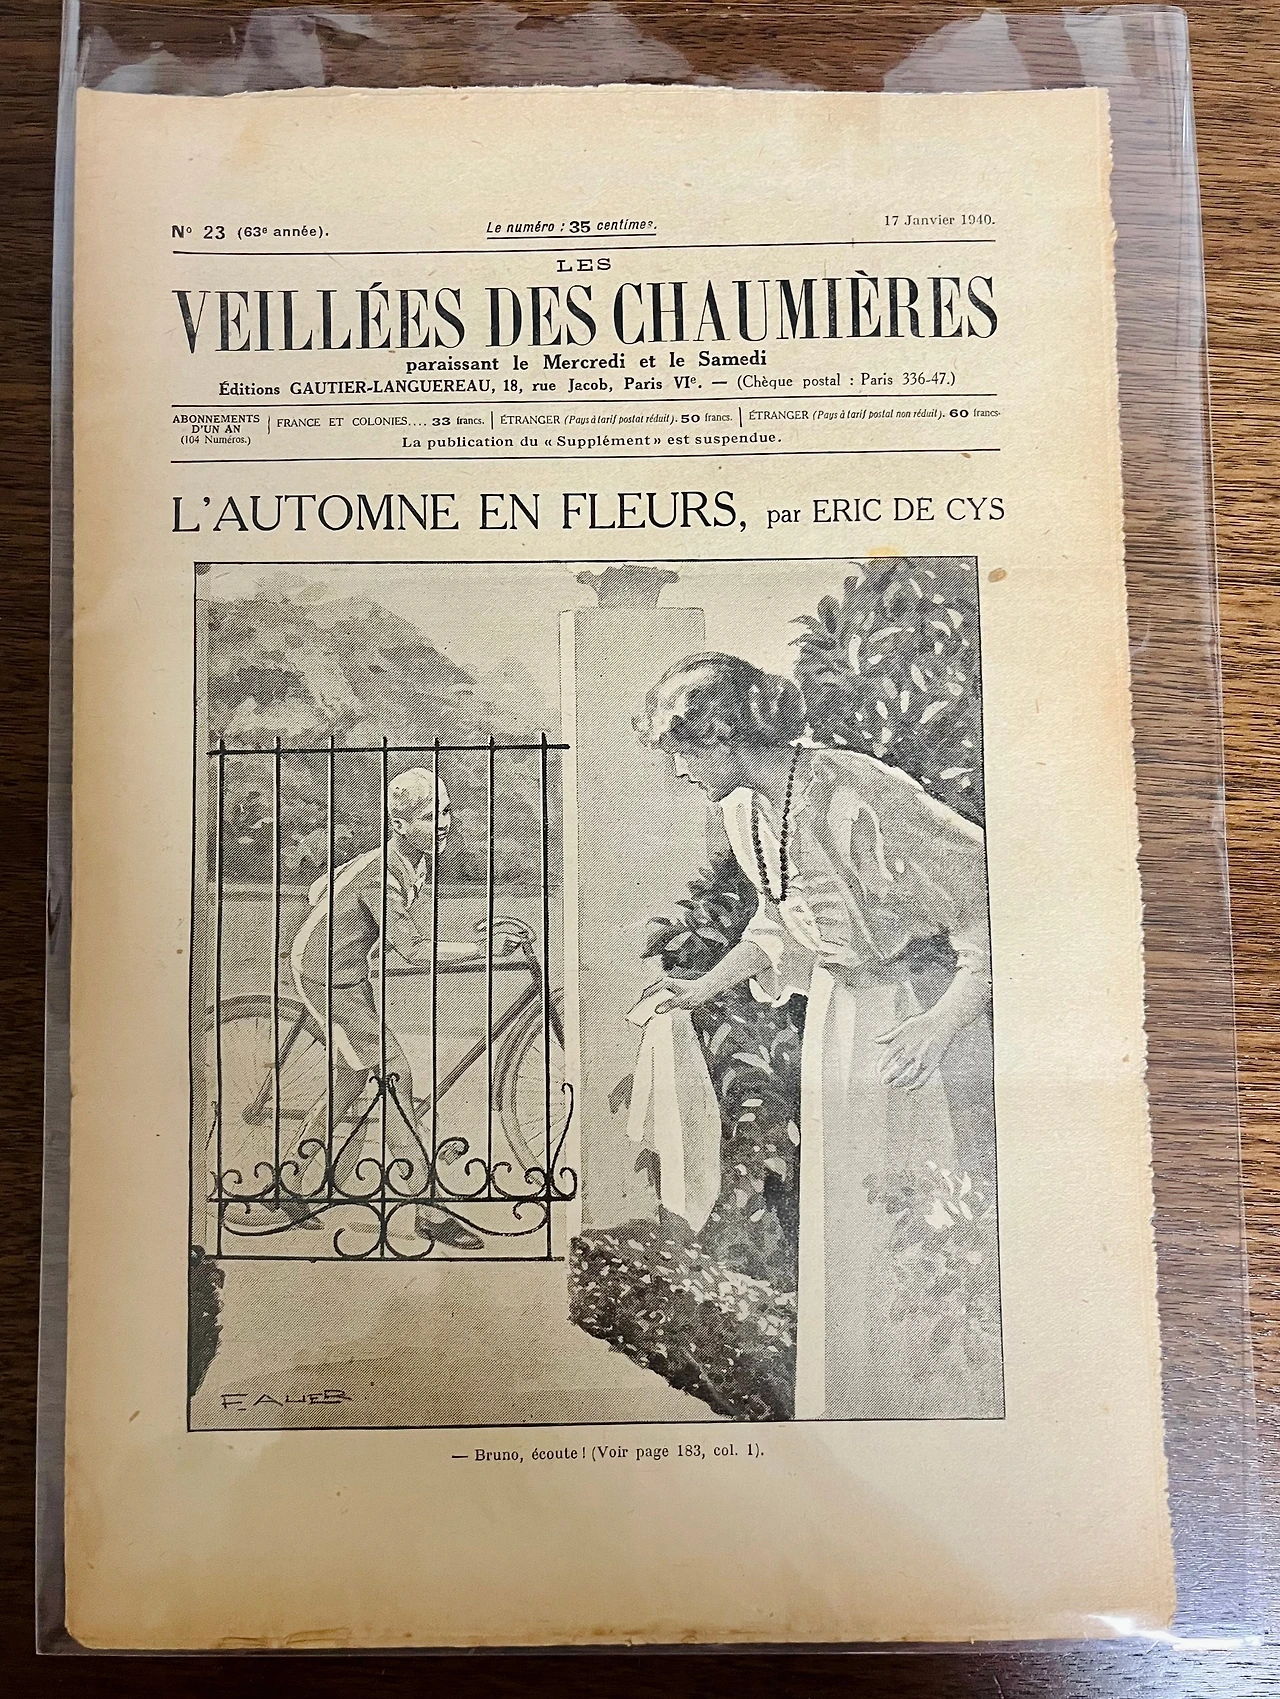 N° 23 (63e année).
Le numéro : 35 centimes.
17 Janvier 1940.
LES
VEILLÉES DES CHAUMIÈRES
paraissant le Mercredi et le Samedi
Éditions GAUTIER-LANGUEREAU, 18, rue Jacob, Paris VIe. — (Chèque postal : Paris 336-47.)
ABONNEMENTS
D'UN AN
(104 Numéros.)
FRANCE ET COLONIES.... 33 francs.
ÉTRANGER (Pays à tarif postal réduit). 50 francs.
ÉTRANGER (Pays à tarif postal non réduit). 60 francs.
La publication du « Supplément » est suspendue.
L'AUTOMNE EN FLEURS, par ERIC DE CYS
F. AUER
— Bruno, écoute ! (Voir page 183, col. 1).